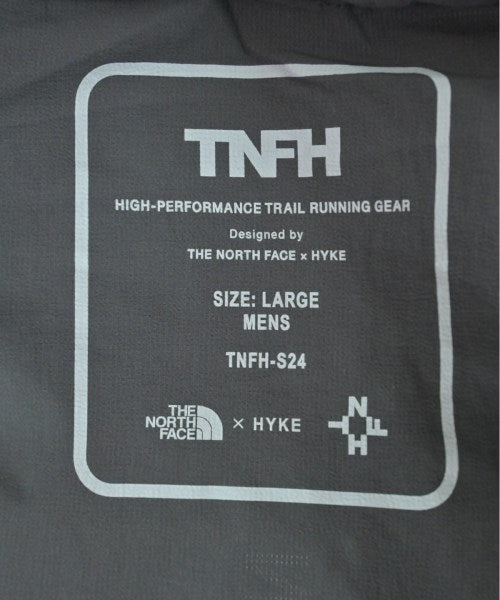 TNFH
HIGH-PERFORMANCE TRAIL RUNNING GEAR
Designed by
THE NORTH FACE × HYKE
SIZE: LARGE
MENS
TNFH-S24
THE
NORTH
FACE
× HYKE
N
T F
H